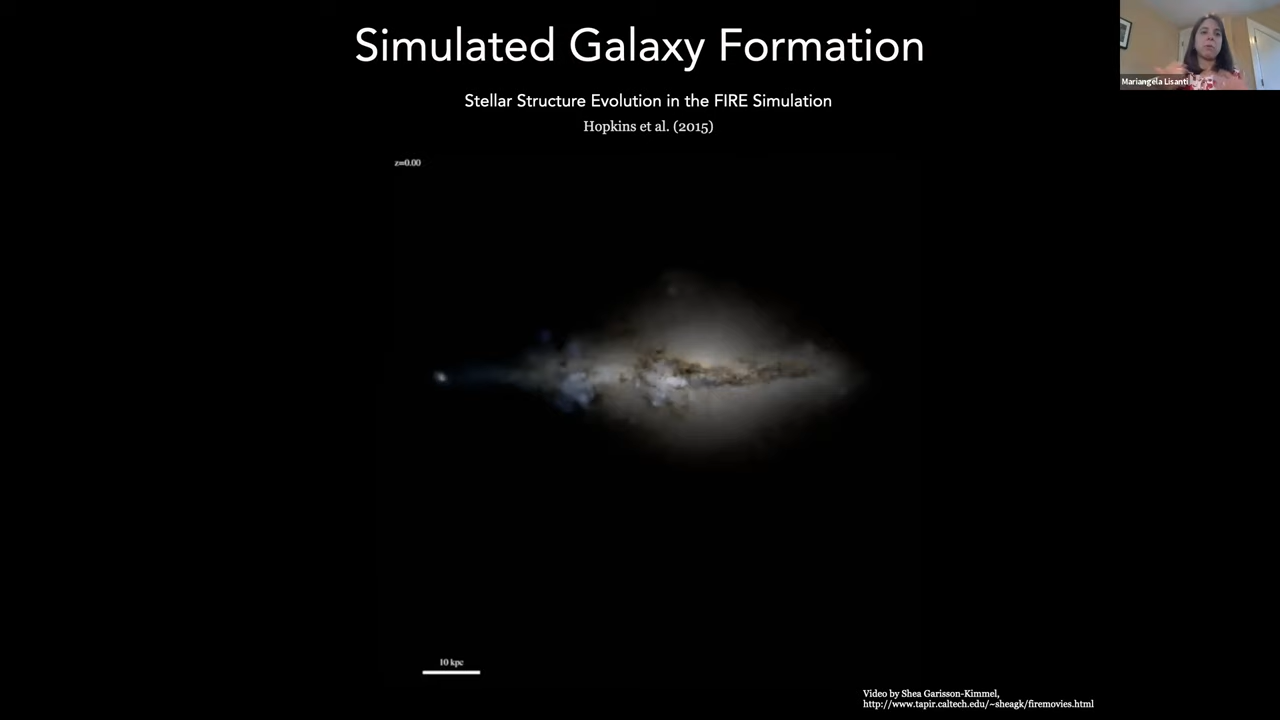 Simulated Galaxy Formation
Mariangela Lisanti
Stellar Structure Evolution in the FIRE Simulation
Hopkins et al. (2015)
z=0.00
10 kpc
Video by Shea Garisson-Kimmel,
http://www.tapir.caltech.edu/~sheagk/firemovies.html